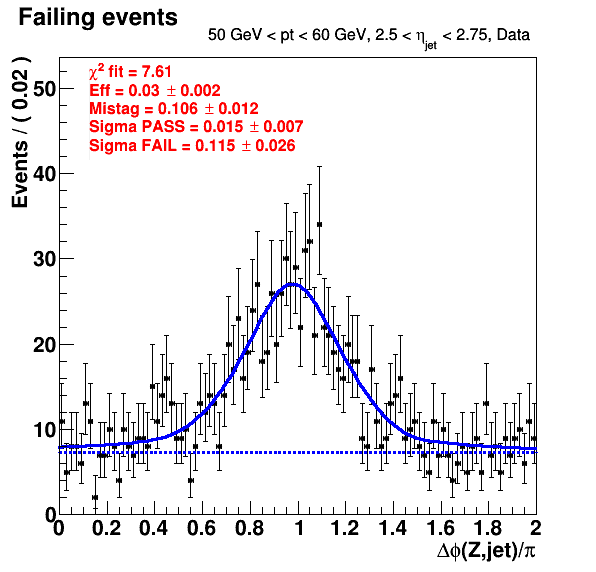 Failing events
50 GeV < pt < 60 GeV, 2.5 < η_jet < 2.75, Data
χ² fit = 7.61
Eff = 0.03 ± 0.002
Mistag = 0.106 ± 0.012
Sigma PASS = 0.015 ± 0.007
Sigma FAIL = 0.115 ± 0.026
Events / ( 0.02 )
50
40
30
20
10
0
0 0.2 0.4 0.6 0.8 1 1.2 1.4 1.6 1.8 2
Δϕ(Z,jet)/π